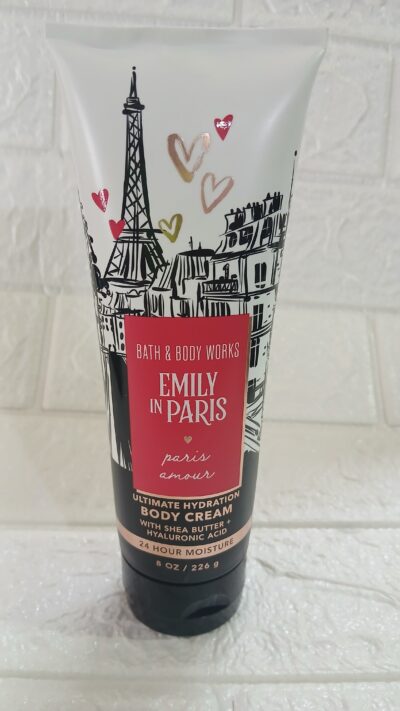 BATH & BODY WORKS
EMILY
IN PARIS
paris
amour
ULTIMATE HYDRATION
BODY CREAM
WITH SHEA BUTTER +
HYALURONIC ACID
24 HOUR MOISTURE
8 OZ / 226 g